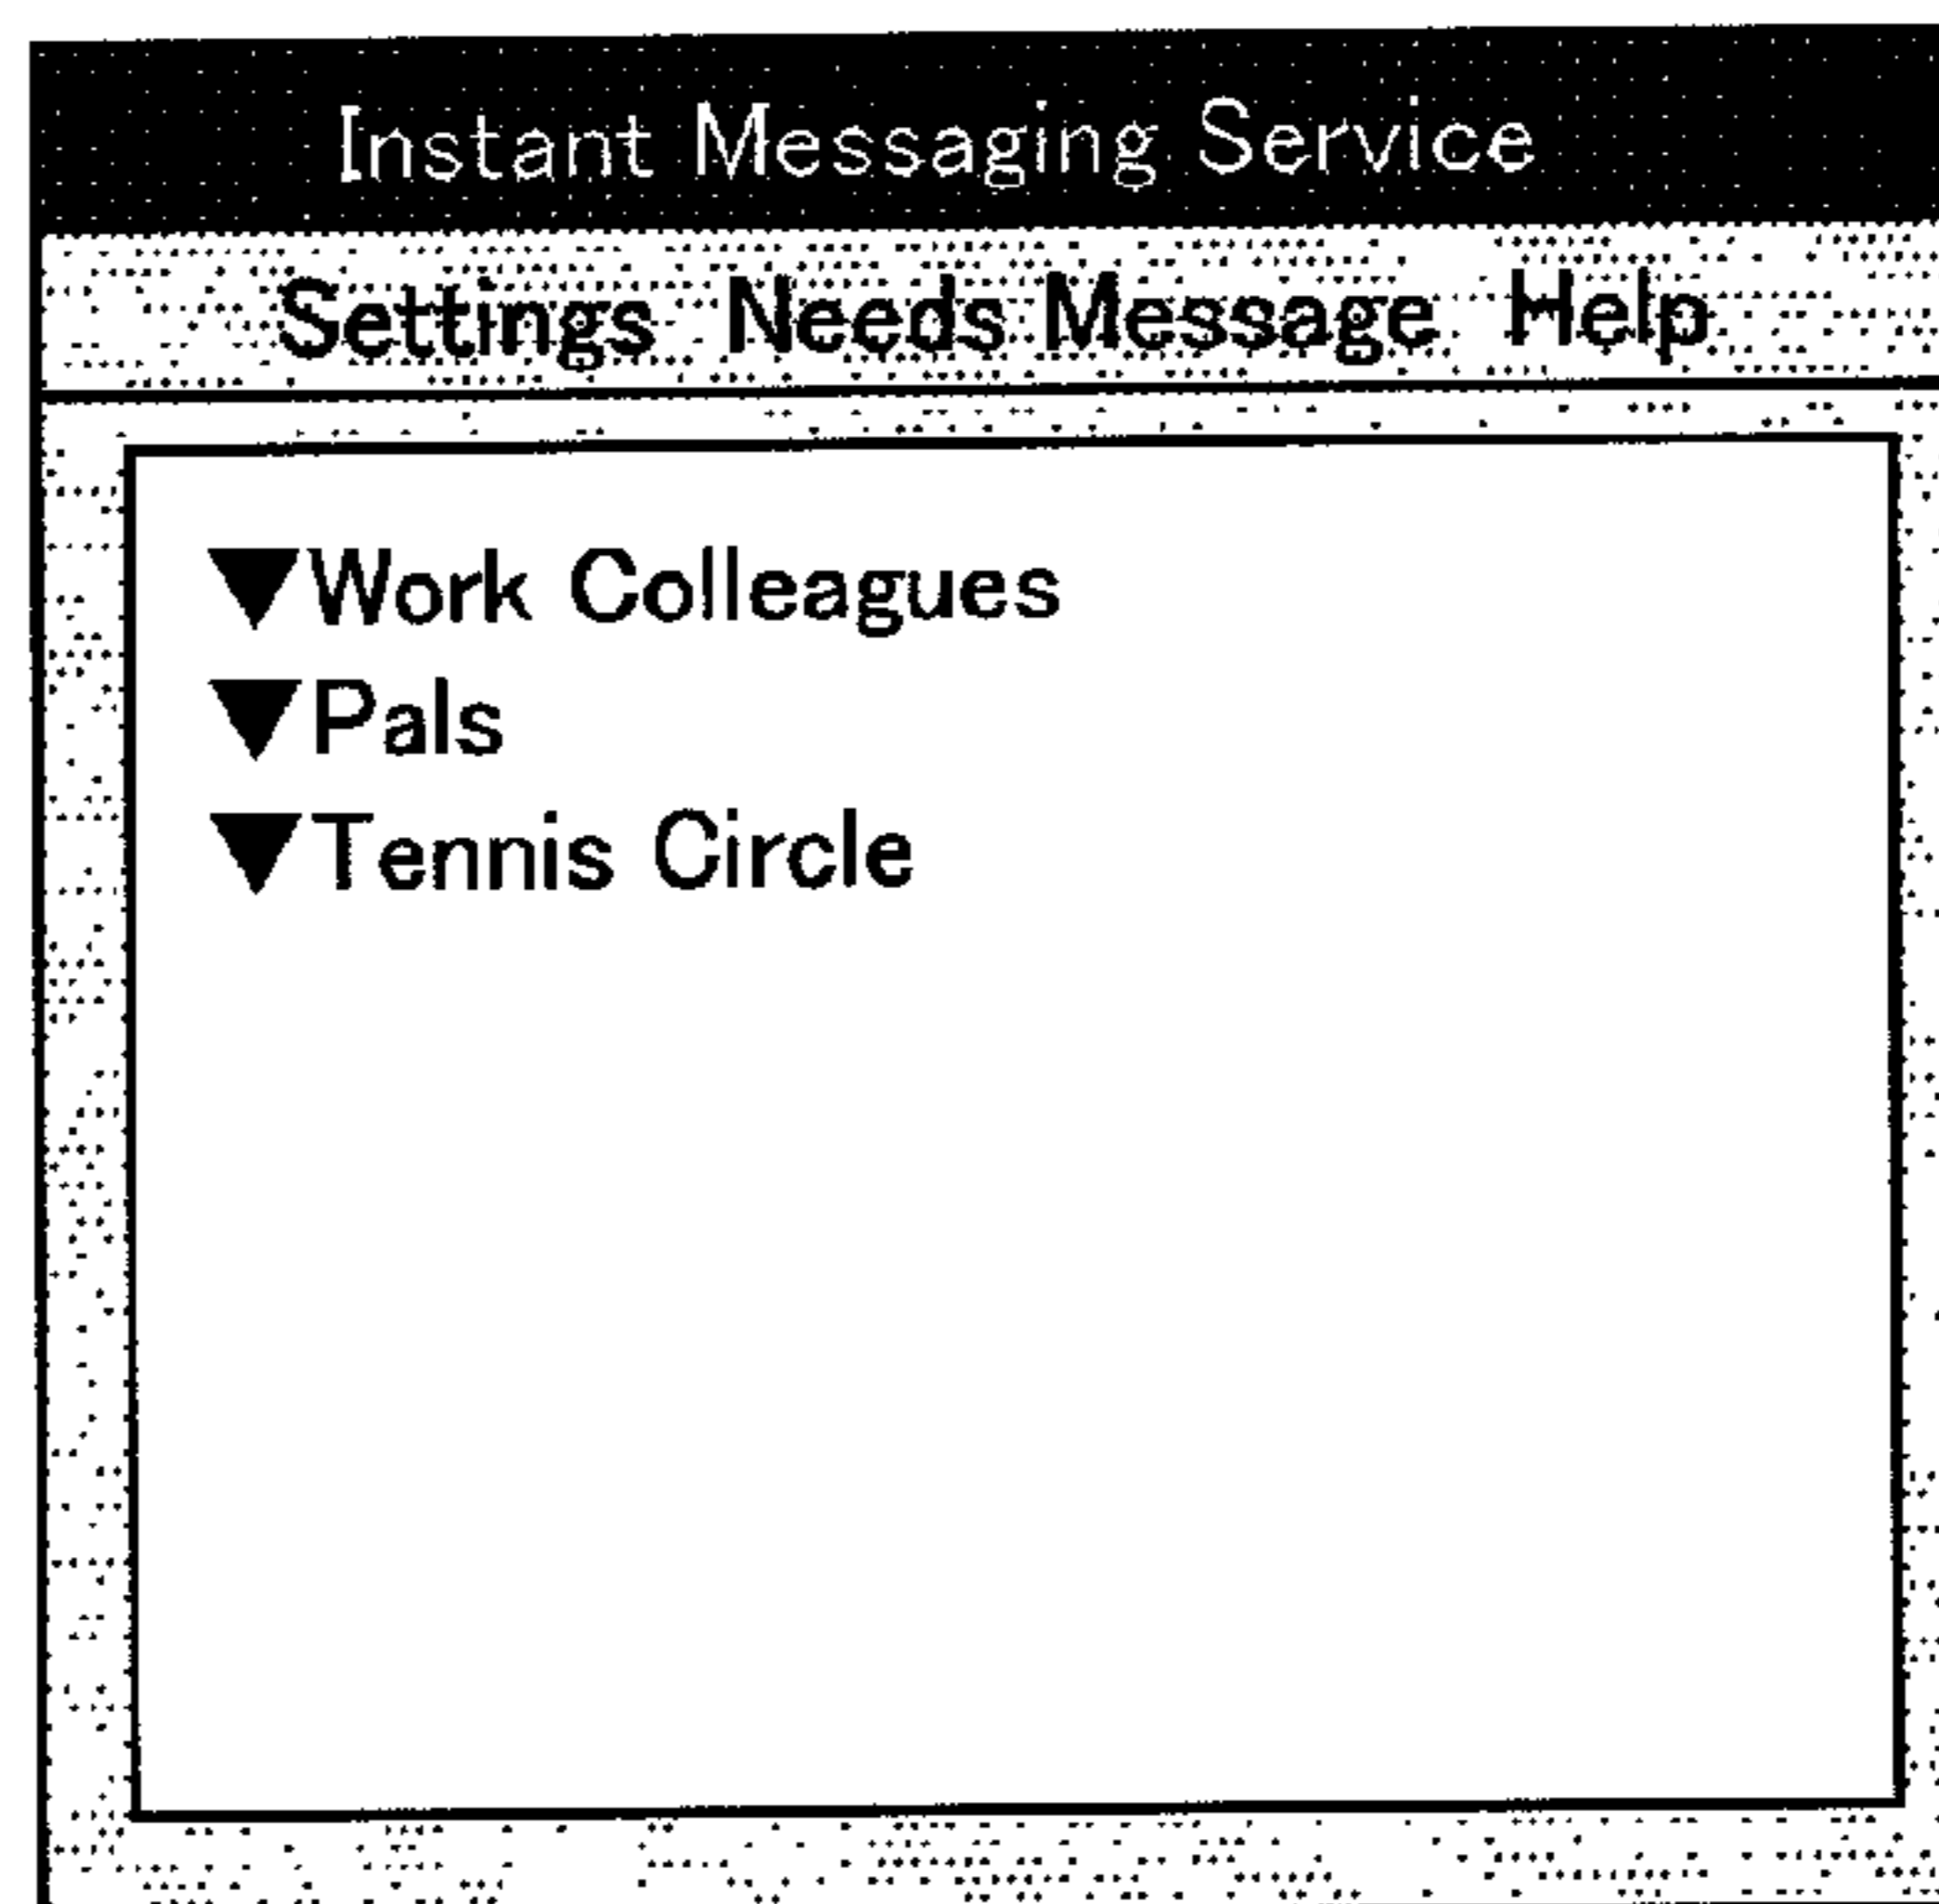 Instant Messaging Service
Settings Needs Message Help
▼Work Colleagues
▼Pals
▼Tennis Circle